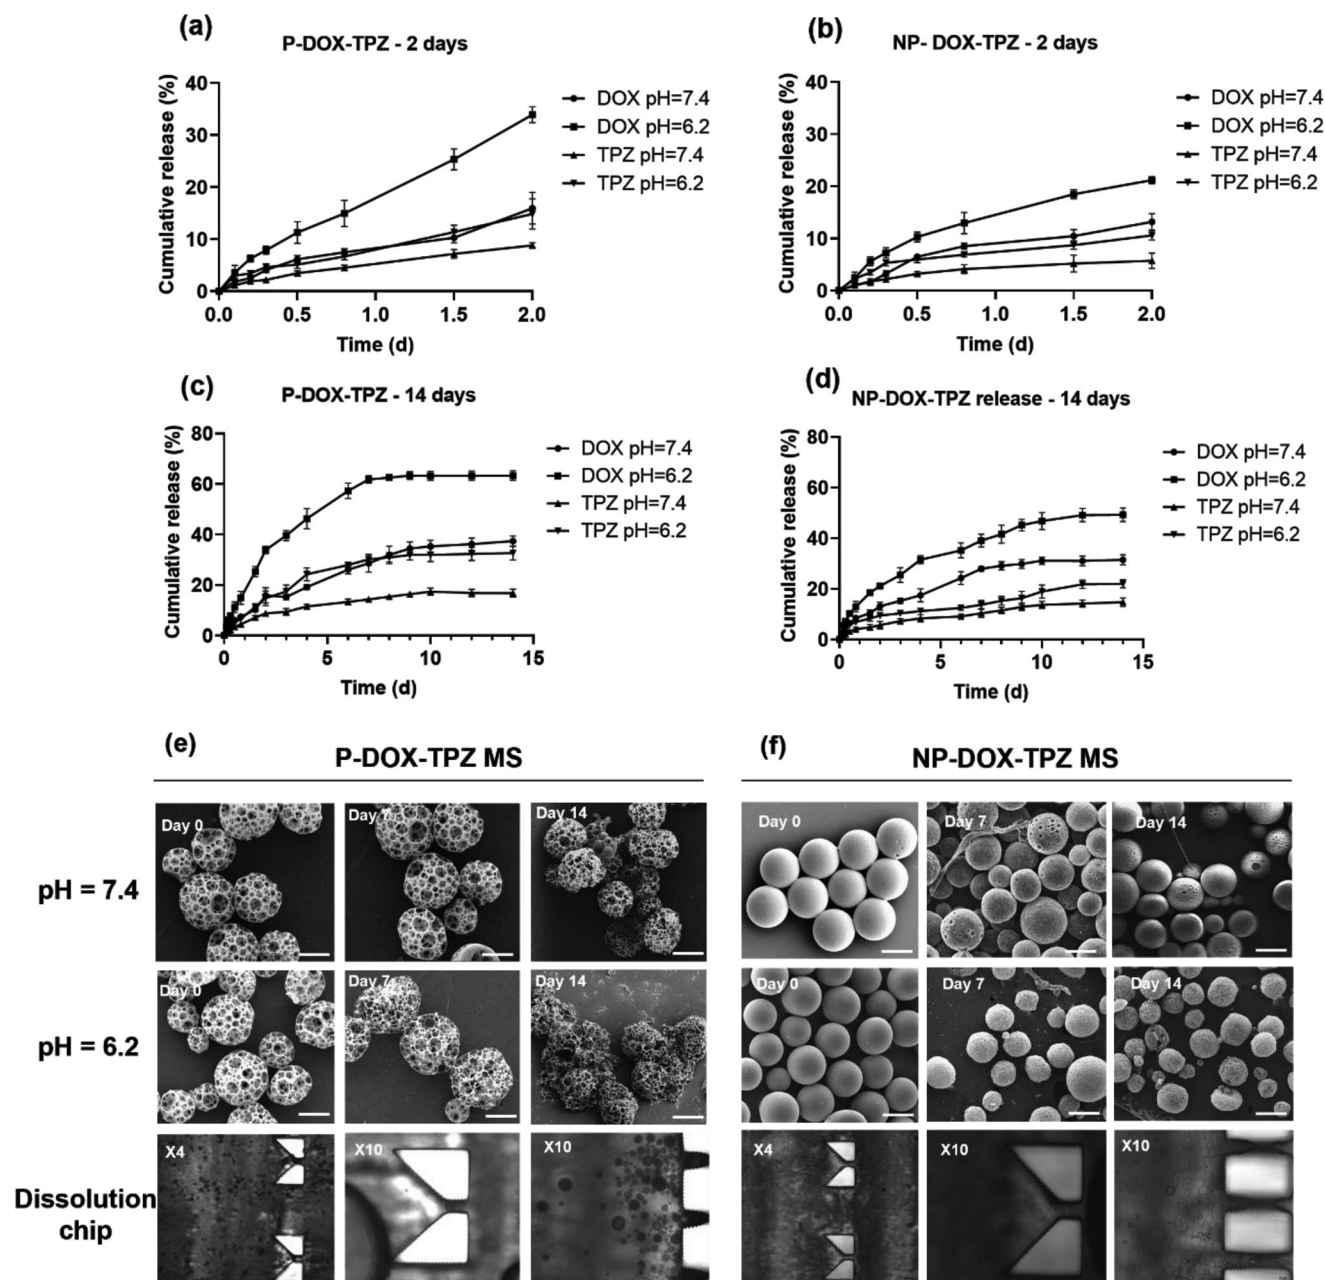 (a)
P-DOX-TPZ - 2 days
Cumulative release (%)
40
30
20
10
0
0.0 0.5 1.0 1.5 2.0
Time (d)
DOX pH=7.4
DOX pH=6.2
TPZ pH=7.4
TPZ pH=6.2
(b)
NP- DOX-TPZ - 2 days
Cumulative release (%)
40
30
20
10
0
0.0 0.5 1.0 1.5 2.0
Time (d)
DOX pH=7.4
DOX pH=6.2
TPZ pH=7.4
TPZ pH=6.2
(c)
P-DOX-TPZ - 14 days
Cumulative release (%)
80
60
40
20
0
0 5 10 15
Time (d)
DOX pH=7.4
DOX pH=6.2
TPZ pH=7.4
TPZ pH=6.2
(d)
NP-DOX-TPZ release - 14 days
Cumulative release (%)
80
60
40
20
0
0 5 10 15
Time (d)
DOX pH=7.4
DOX pH=6.2
TPZ pH=7.4
TPZ pH=6.2
(e)
P-DOX-TPZ MS
(f)
NP-DOX-TPZ MS
pH = 7.4
Day 0 Day 7 Day 14 Day 0 Day 7 Day 14
pH = 6.2
Day 0 Day 7 Day 14 Day 0 Day 7 Day 14
Dissolution
chip
X4 X10 X10 X4 X10 X10